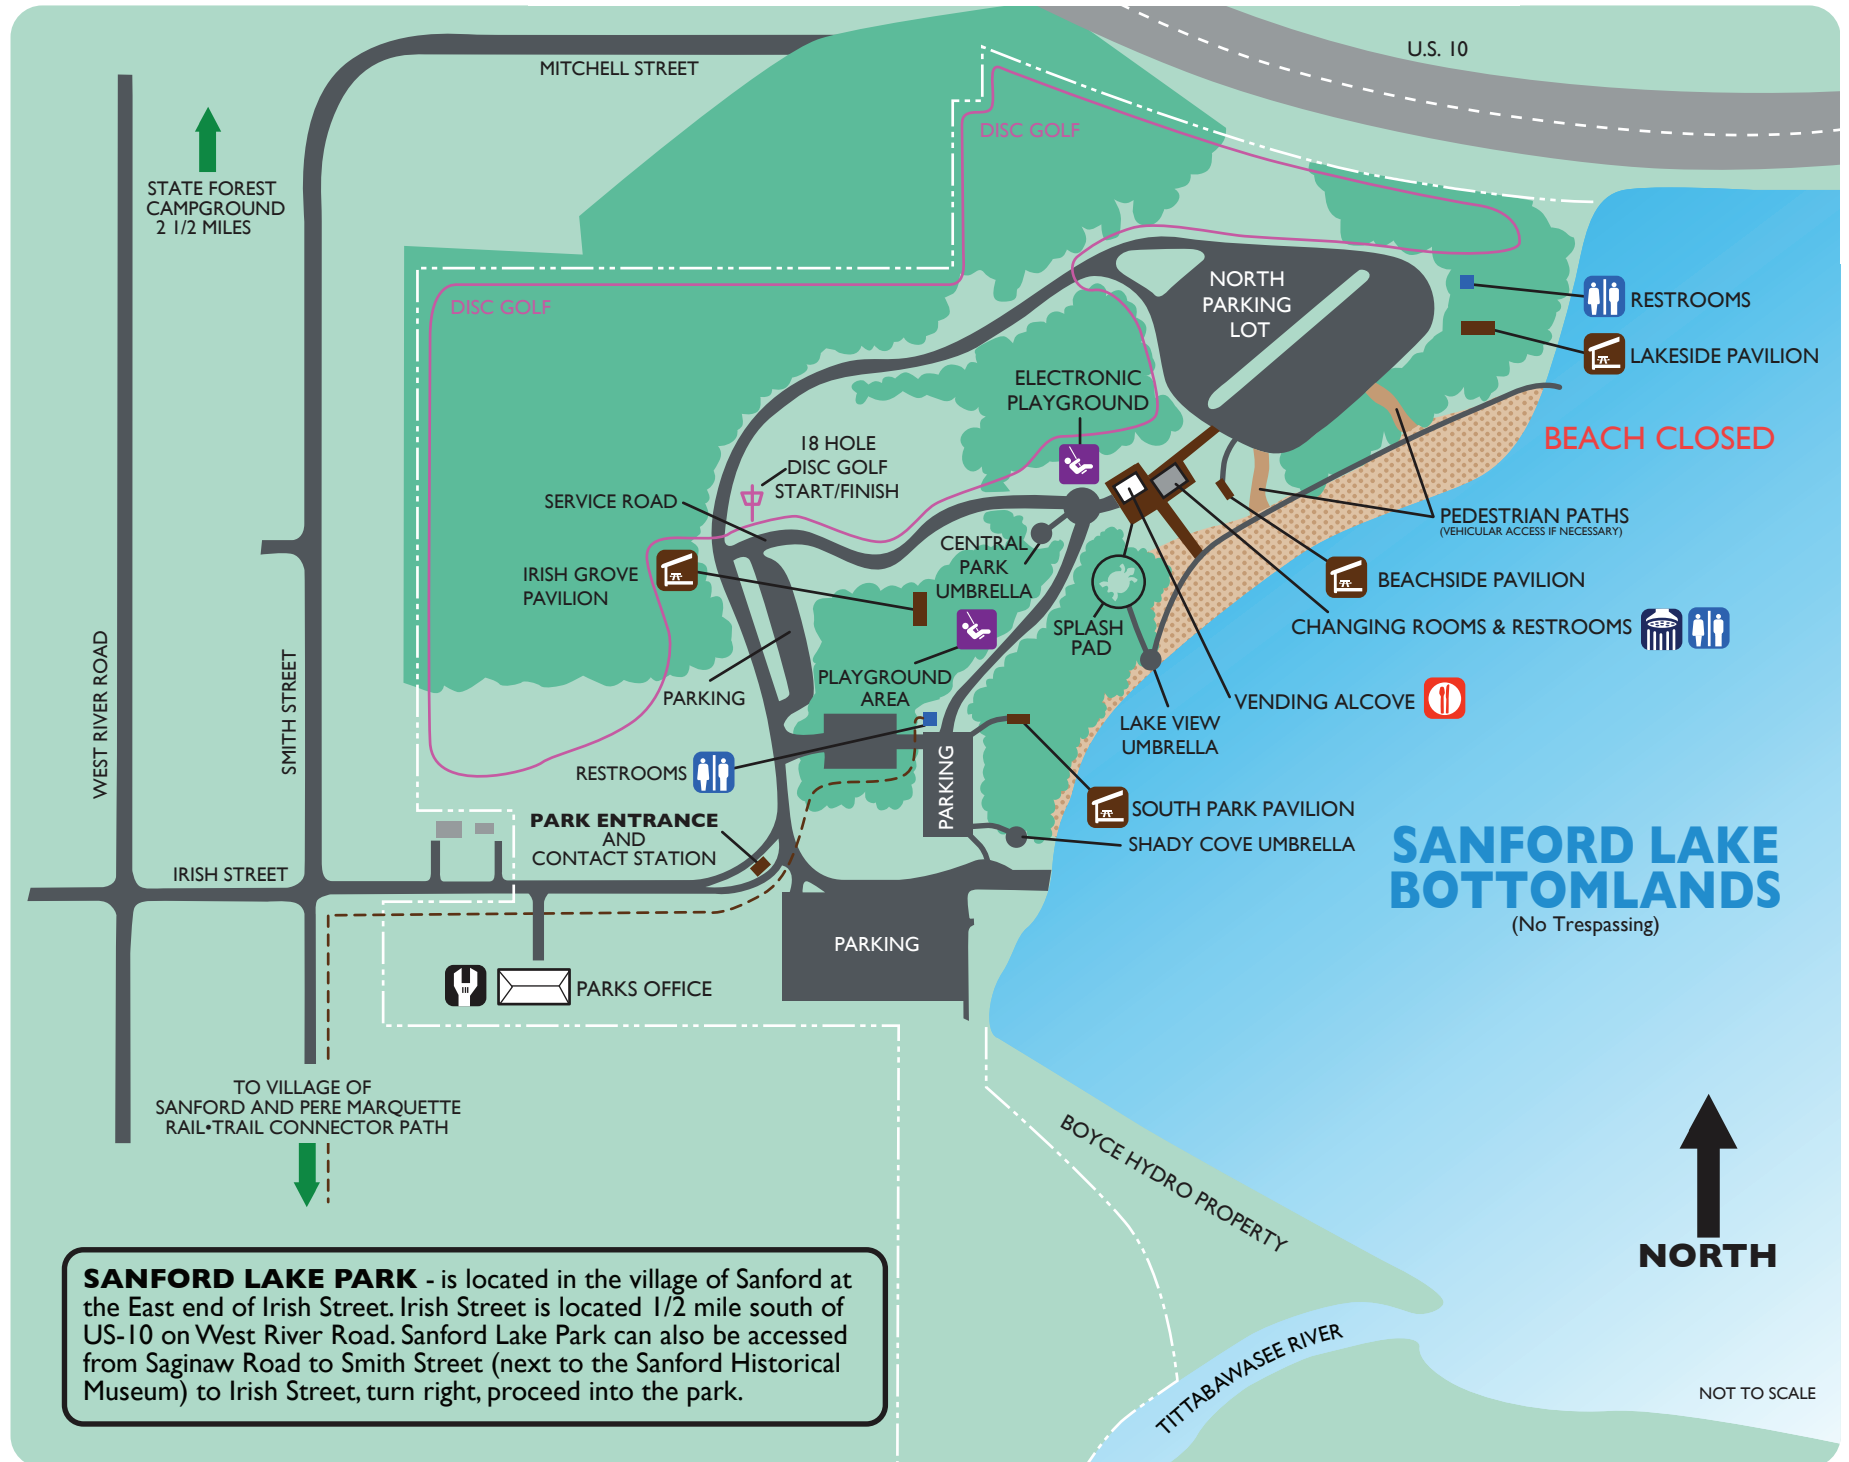 U.S. 10
MITCHELL STREET
DISC GOLF
STATE FOREST
CAMPGROUND
2 1/2 MILES
DISC GOLF
NORTH
PARKING
LOT
RESTROOMS
LAKESIDE PAVILION
ELECTRONIC
PLAYGROUND
BEACH CLOSED
18 HOLE
DISC GOLF
START/FINISH
SERVICE ROAD
PEDESTRIAN PATHS
(VEHICULAR ACCESS IF NECESSARY)
CENTRAL
PARK
UMBRELLA
IRISH GROVE
PAVILION
BEACHSIDE PAVILION
SPLASH
PAD
CHANGING ROOMS & RESTROOMS
WEST RIVER ROAD
SMITH STREET
PLAYGROUND
AREA
PARKING
VENDING ALCOVE
LAKE VIEW
UMBRELLA
RESTROOMS
PARKING
SOUTH PARK PAVILION
PARK ENTRANCE
AND
CONTACT STATION
SHADY COVE UMBRELLA
SANFORD LAKE
BOTTOMLANDS
(No Trespassing)
IRISH STREET
PARKING
PARKS OFFICE
TO VILLAGE OF
SANFORD AND PERE MARQUETTE
RAIL•TRAIL CONNECTOR PATH
BOYCE HYDRO PROPERTY
NORTH
SANFORD LAKE PARK - is located in the village of Sanford at
the East end of Irish Street. Irish Street is located 1/2 mile south of
US-10 on West River Road. Sanford Lake Park can also be accessed
from Saginaw Road to Smith Street (next to the Sanford Historical
Museum) to Irish Street, turn right, proceed into the park.
TITTABAWASEE RIVER
NOT TO SCALE